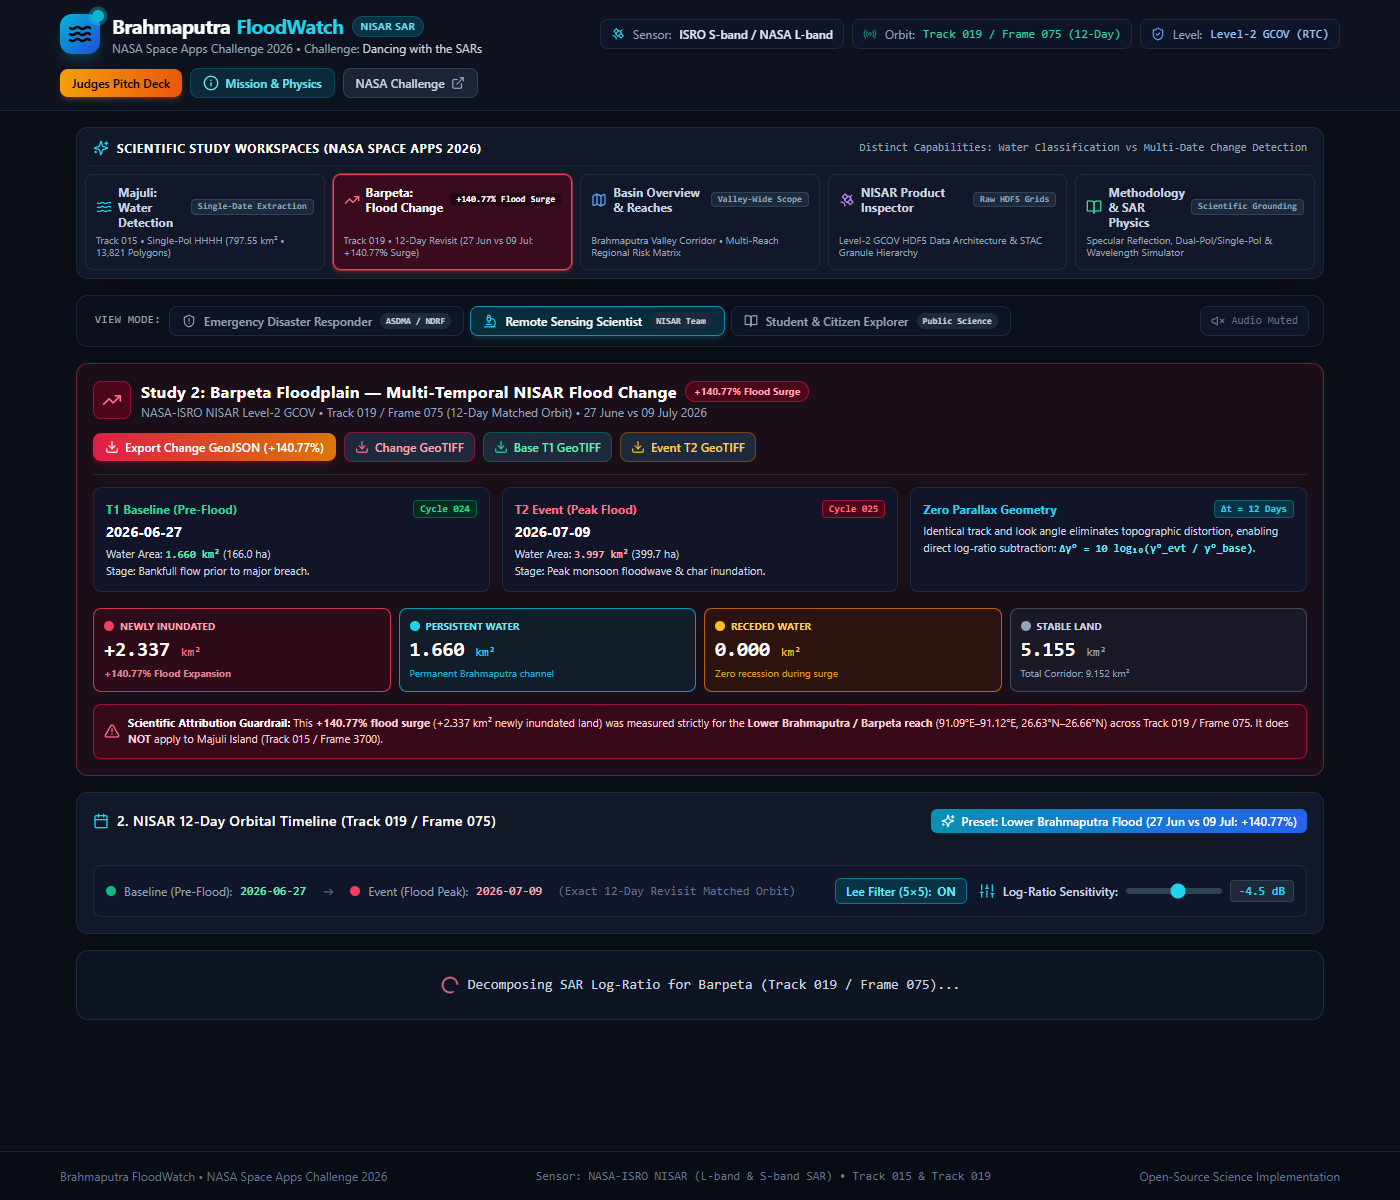 Brahmaputra FloodWatch NISAR SAR
NASA Space Apps Challenge 2026 • Challenge: Dancing with the SARs
Sensor: ISRO S-band / NASA L-band
Orbit: Track 019 / Frame 075 (12-Day)
Level: Level-2 GCOV (RTC)
Judges Pitch Deck
Mission & Physics
NASA Challenge
SCIENTIFIC STUDY WORKSPACES (NASA SPACE APPS 2026)
Distinct Capabilities: Water Classification vs Multi-Date Change Detection
Majuli:
Water
Detection
Single-Date Extraction
Track 015 • Single-Pol HHHH (797.55 km² •
13,821 Polygons)
Barpeta:
Flood Change
+140.77% Flood Surge
Track 019 • 12-Day Revisit (27 Jun vs 09 Jul:
+140.77% Surge)
Basin Overview
& Reaches
Valley-Wide Scope
Brahmaputra Valley Corridor • Multi-Reach
Regional Risk Matrix
NISAR Product
Inspector
Raw HDF5 Grids
Level-2 GCOV HDF5 Data Architecture & STAC
Granule Hierarchy
Methodology
& SAR
Physics
Scientific Grounding
Specular Reflection, Dual-Pol/Single-Pol &
Wavelength Simulator
VIEW MODE:
Emergency Disaster Responder ASDMA / NDRF
Remote Sensing Scientist NISAR Team
Student & Citizen Explorer Public Science
Audio Muted
Study 2: Barpeta Floodplain — Multi-Temporal NISAR Flood Change +140.77% Flood Surge
NASA-ISRO NISAR Level-2 GCOV • Track 019 / Frame 075 (12-Day Matched Orbit) • 27 June vs 09 July 2026
Export Change GeoJSON (+140.77%)
Change GeoTIFF
Base T1 GeoTIFF
Event T2 GeoTIFF
T1 Baseline (Pre-Flood) Cycle 024
2026-06-27
Water Area: 1.660 km² (166.0 ha)
Stage: Bankfull flow prior to major breach.
T2 Event (Peak Flood) Cycle 025
2026-07-09
Water Area: 3.997 km² (399.7 ha)
Stage: Peak monsoon floodwave & char inundation.
Zero Parallax Geometry Δt = 12 Days
Identical track and look angle eliminates topographic distortion, enabling
direct log-ratio subtraction: Δγ⁰ = 10 log₁₀(γ⁰_evt / γ⁰_base).
NEWLY INUNDATED
+2.337 km²
+140.77% Flood Expansion
PERSISTENT WATER
1.660 km²
Permanent Brahmaputra channel
RECEDED WATER
0.000 km²
Zero recession during surge
STABLE LAND
5.155 km²
Total Corridor: 9.152 km²
Scientific Attribution Guardrail: This +140.77% flood surge (+2.337 km² newly inundated land) was measured strictly for the Lower Brahmaputra / Barpeta reach (91.09°E–91.12°E, 26.63°N–26.66°N) across Track 019 / Frame 075. It does
NOT apply to Majuli Island (Track 015 / Frame 3700).
2. NISAR 12-Day Orbital Timeline (Track 019 / Frame 075)
Preset: Lower Brahmaputra Flood (27 Jun vs 09 Jul: +140.77%)
Baseline (Pre-Flood): 2026-06-27 → Event (Flood Peak): 2026-07-09 (Exact 12-Day Revisit Matched Orbit)
Lee Filter (5×5): ON
Log-Ratio Sensitivity: -4.5 dB
Decomposing SAR Log-Ratio for Barpeta (Track 019 / Frame 075)...
Brahmaputra FloodWatch • NASA Space Apps Challenge 2026
Sensor: NASA-ISRO NISAR (L-band & S-band SAR) • Track 015 & Track 019
Open-Source Science Implementation